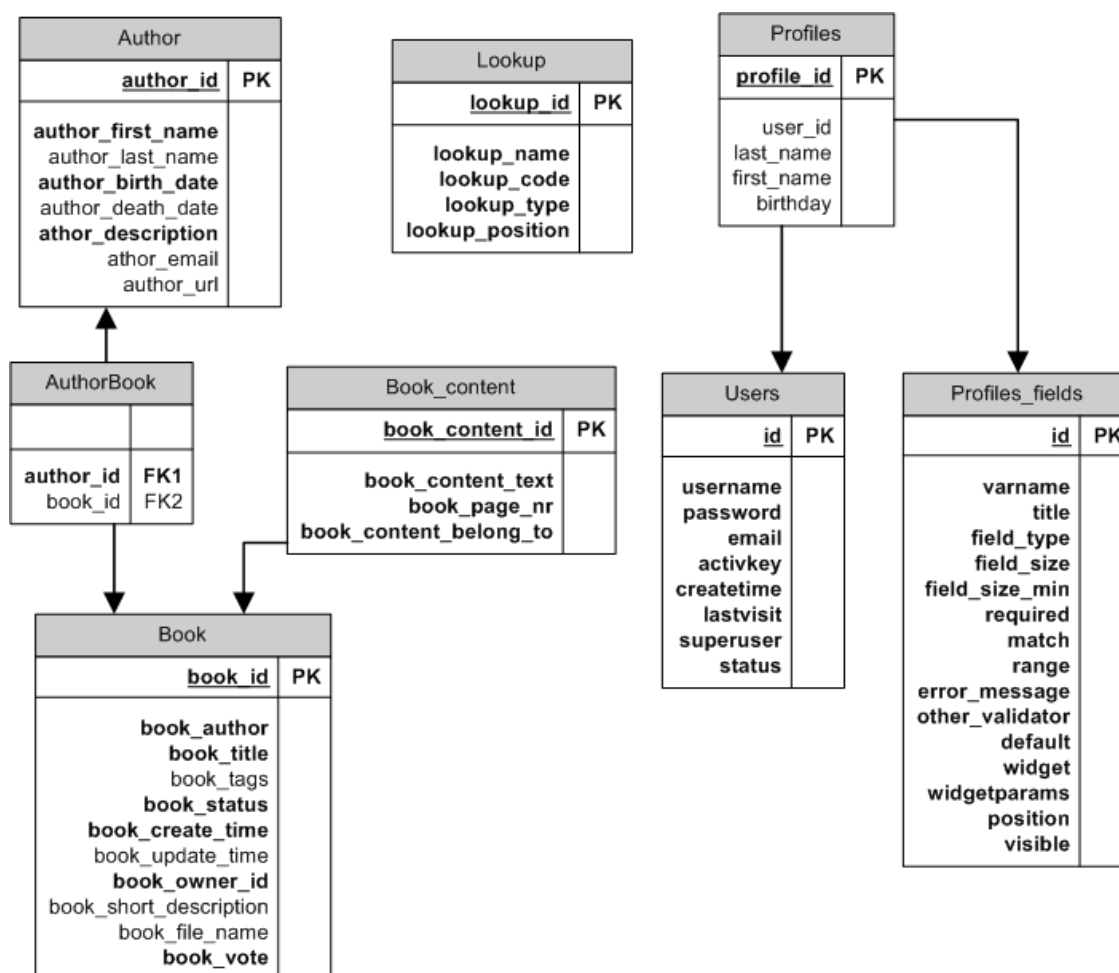 Author
author_id PK
author_first_name
author_last_name
author_birth_date
author_death_date
athor_description
athor_email
author_url
Lookup
lookup_id PK
lookup_name
lookup_code
lookup_type
lookup_position
Profiles
profile_id PK
user_id
last_name
first_name
birthday
AuthorBook
author_id FK1
book_id FK2
Book_content
book_content_id PK
book_content_text
book_page_nr
book_content_belong_to
Users
id PK
username
password
email
activkey
createtime
lastvisit
superuser
status
Profiles_fields
id PK
varname
title
field_type
field_size
field_size_min
required
match
range
error_message
other_validator
default
widget
widgetparams
position
visible
Book
book_id PK
book_author
book_title
book_tags
book_status
book_create_time
book_update_time
book_owner_id
book_short_description
book_file_name
book_vote